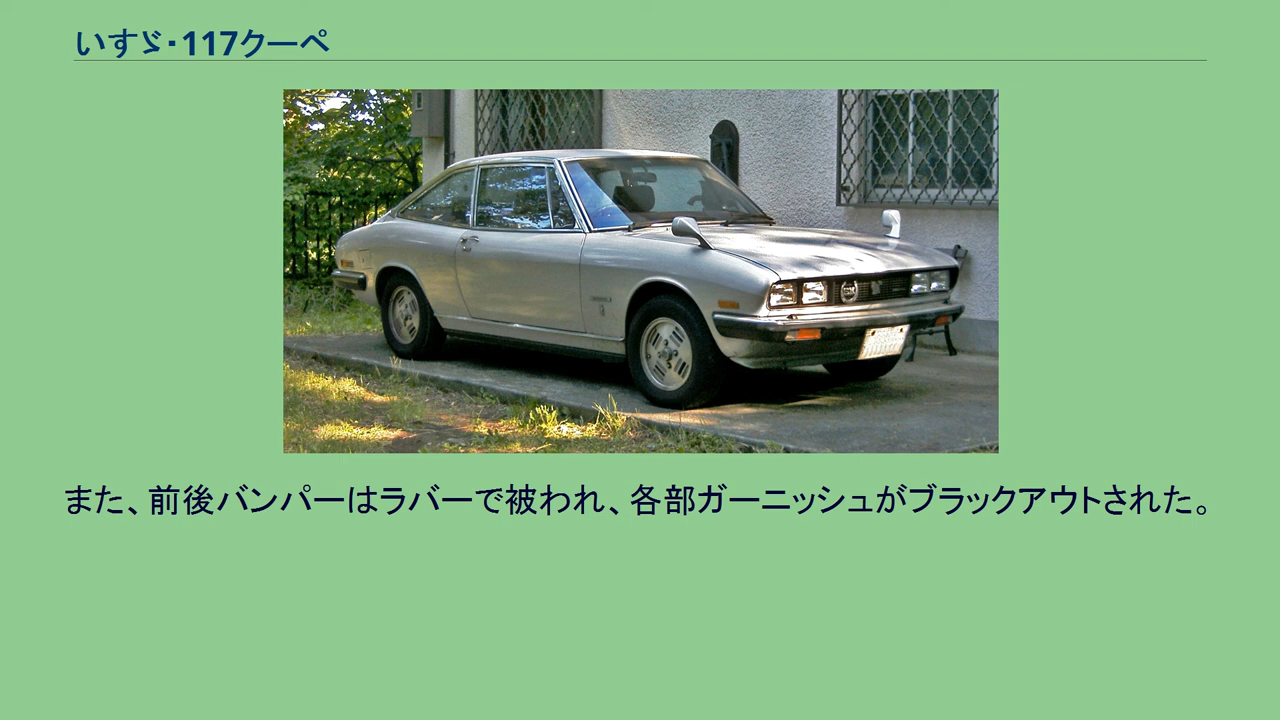 いすゞ・117クーペ
また、前後バンパーはラバーで被われ、各部ガーニッシュがブラックアウトされた。